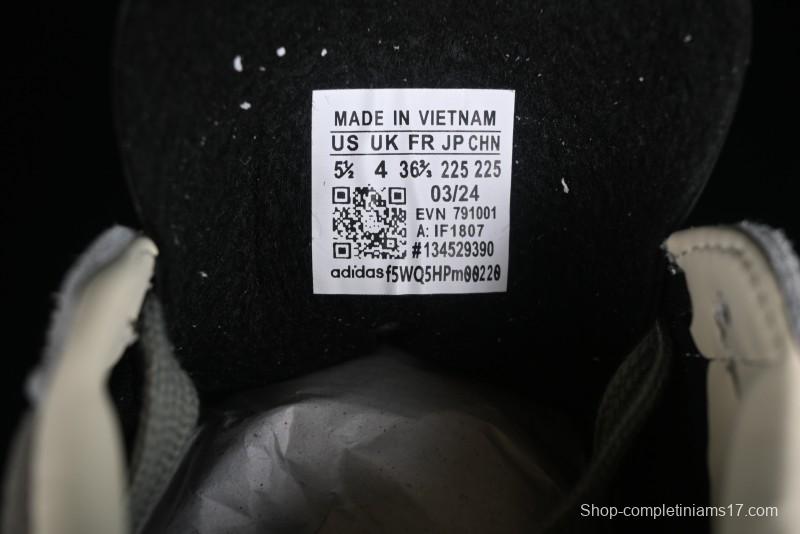 MADE IN VIETNAM
US UK FR JP CHN
5½ 4 36⅔ 225 225
03/24
EVN 791001
A: IF1807
#134529390
adidas f5WQ5HPm00220
Shop-completiniams17.com